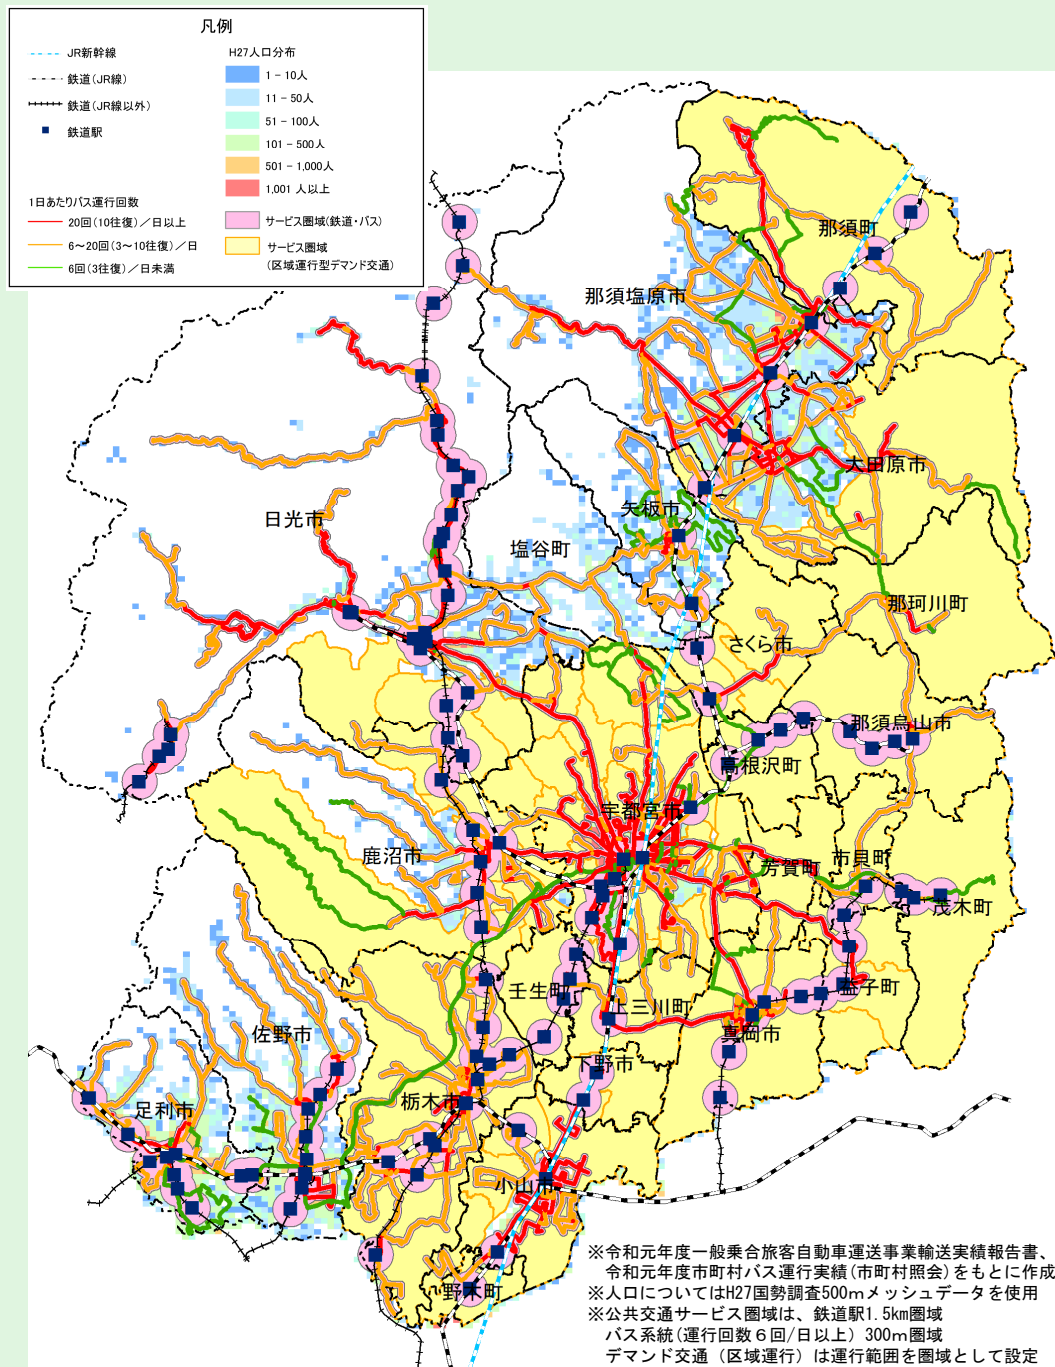 凡例
JR新幹線
鉄道(JR線)
鉄道(JR線以外)
鉄道駅
1日あたりバス運行回数
20回(10往復)／日以上
6～20回(3～10往復)／日
6回(3往復)／日未満
H27人口分布
1 - 10人
11 - 50人
51 - 100人
101 - 500人
501 - 1,000人
1,001 人以上
サービス圏域(鉄道・バス)
サービス圏域
(区域運行型デマンド交通)
那須町
那須塩原市
大田原市
矢板市
日光市
塩谷町
那珂川町
さくら市
那須烏山市
高根沢町
宇都宮市
鹿沼市
芳賀町
市貝町
茂木町
壬生町
上三川町
益子町
真岡市
佐野市
下野市
足利市
栃木市
小山市
野木町
※令和元年度一般乗合旅客自動車運送事業輸送実績報告書、
令和元年度市町村バス運行実績(市町村照会)をもとに作成
※人口についてはH27国勢調査500mメッシュデータを使用
※公共交通サービス圏域は、鉄道駅1.5km圏域
バス系統(運行回数６回/日以上) 300m圏域
デマンド交通（区域運行）は運行範囲を圏域として設定